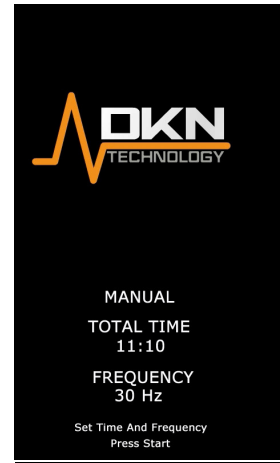 DKN
TECHNOLOGY
MANUAL
TOTAL TIME
11:10
FREQUENCY
30 Hz
Set Time And Frequency
Press Start